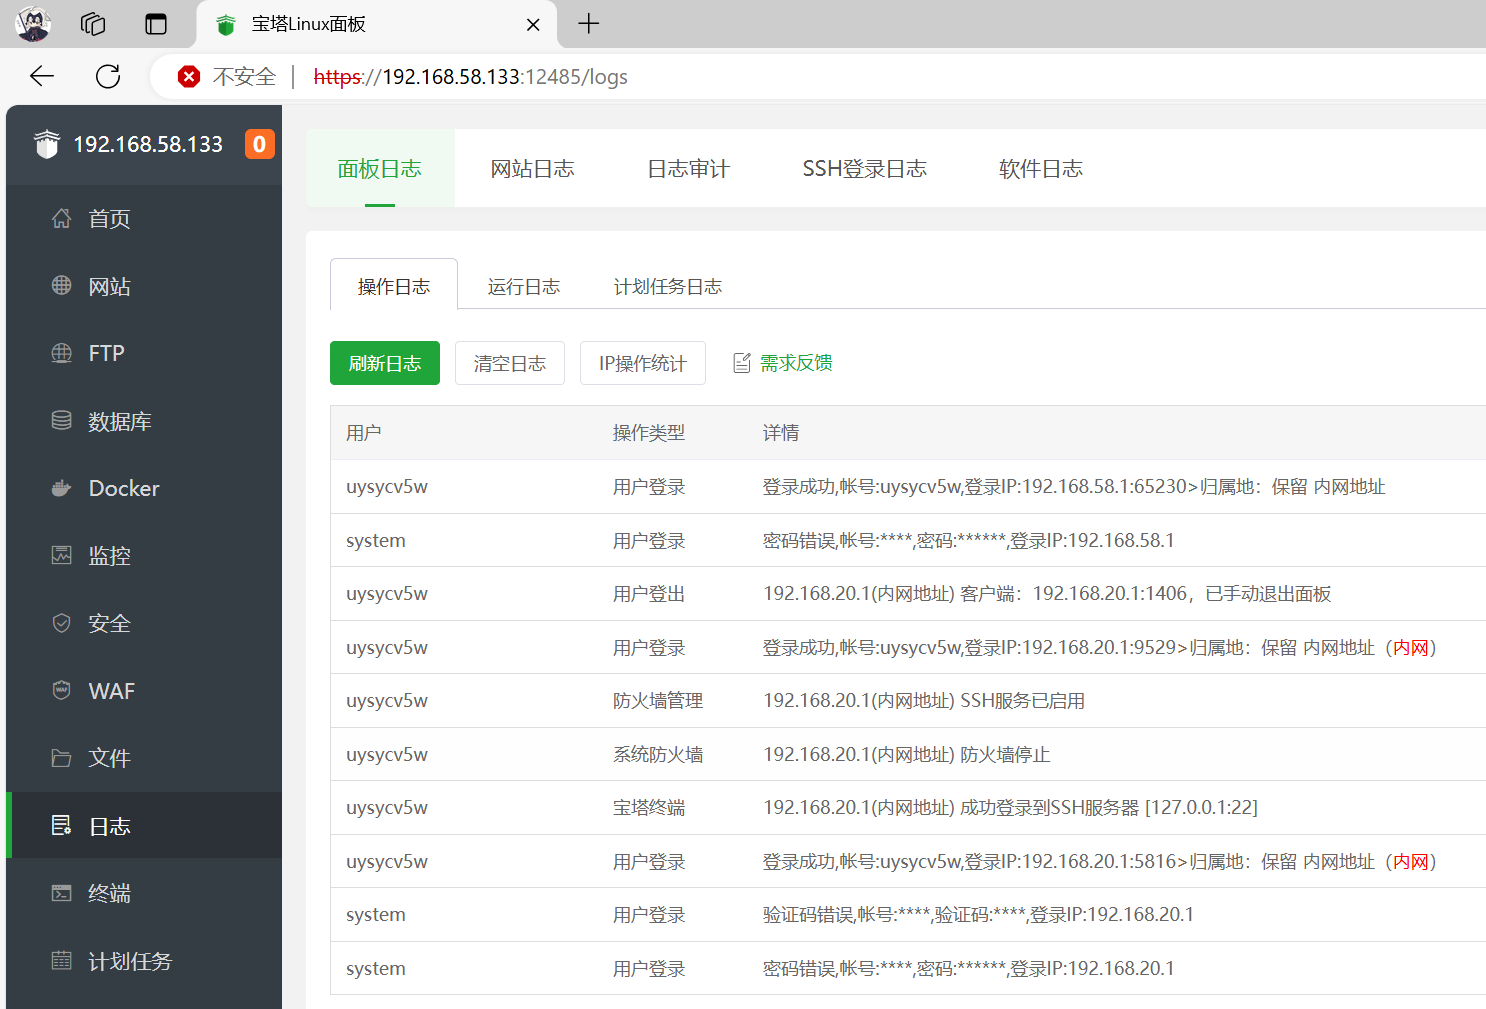 宝塔Linux面板
不安全 https://192.168.58.133:12485/logs
192.168.58.133 0
首页
网站
FTP
数据库
Docker
监控
安全
WAF
文件
日志
终端
计划任务
面板日志 网站日志 日志审计 SSH登录日志 软件日志
操作日志 运行日志 计划任务日志
刷新日志 清空日志 IP操作统计 需求反馈
用户 操作类型 详情
uysycv5w 用户登录 登录成功,帐号:uysycv5w,登录IP:192.168.58.1:65230>归属地：保留 内网地址
system 用户登录 密码错误,帐号:****,密码:******,登录IP:192.168.58.1
uysycv5w 用户登出 192.168.20.1(内网地址) 客户端：192.168.20.1:1406，已手动退出面板
uysycv5w 用户登录 登录成功,帐号:uysycv5w,登录IP:192.168.20.1:9529>归属地：保留 内网地址（内网）
uysycv5w 防火墙管理 192.168.20.1(内网地址) SSH服务已启用
uysycv5w 系统防火墙 192.168.20.1(内网地址) 防火墙停止
uysycv5w 宝塔终端 192.168.20.1(内网地址) 成功登录到SSH服务器 [127.0.0.1:22]
uysycv5w 用户登录 登录成功,帐号:uysycv5w,登录IP:192.168.20.1:5816>归属地：保留 内网地址（内网）
system 用户登录 验证码错误,帐号:****,验证码:****,登录IP:192.168.20.1
system 用户登录 密码错误,帐号:****,密码:******,登录IP:192.168.20.1